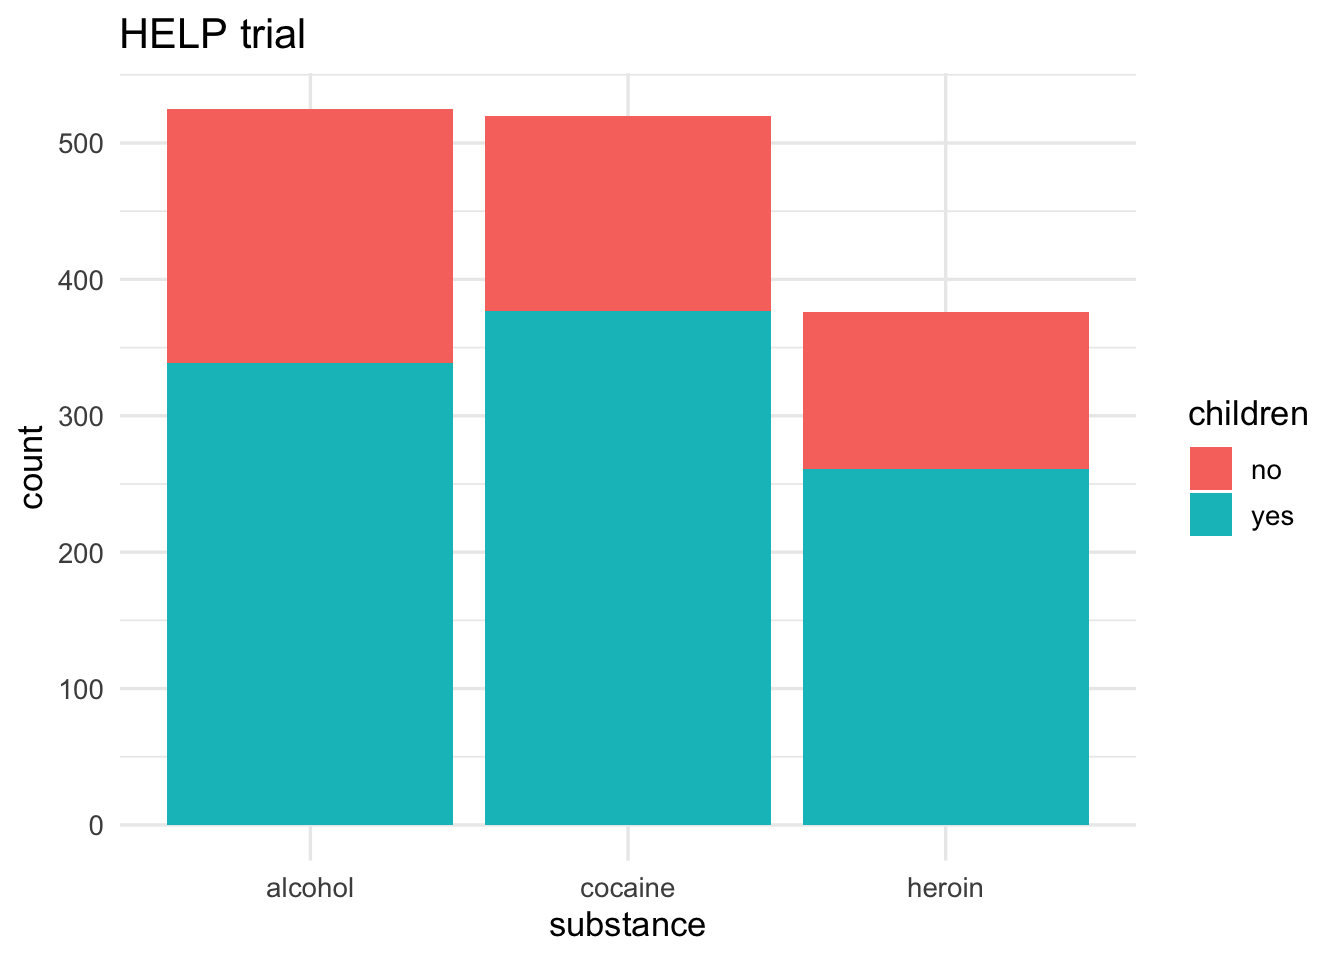 HELP trial
500
400
300
200
100
0
count
alcohol cocaine heroin
substance
children
no
yes